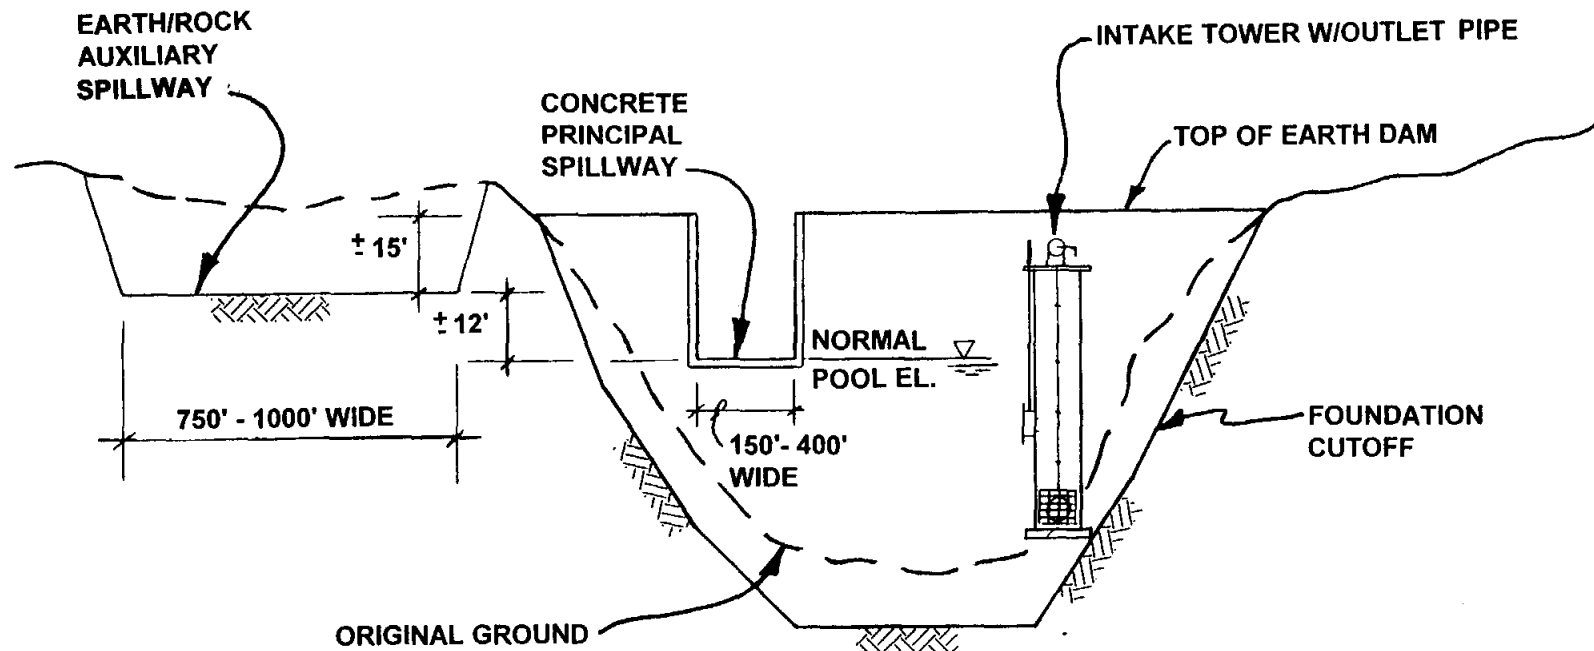 EARTH/ROCK
AUXILIARY
SPILLWAY
CONCRETE
PRINCIPAL
SPILLWAY
INTAKE TOWER W/OUTLET PIPE
TOP OF EARTH DAM
± 15'
± 12'
NORMAL
POOL EL.
750' - 1000' WIDE
150'- 400'
WIDE
FOUNDATION
CUTOFF
ORIGINAL GROUND